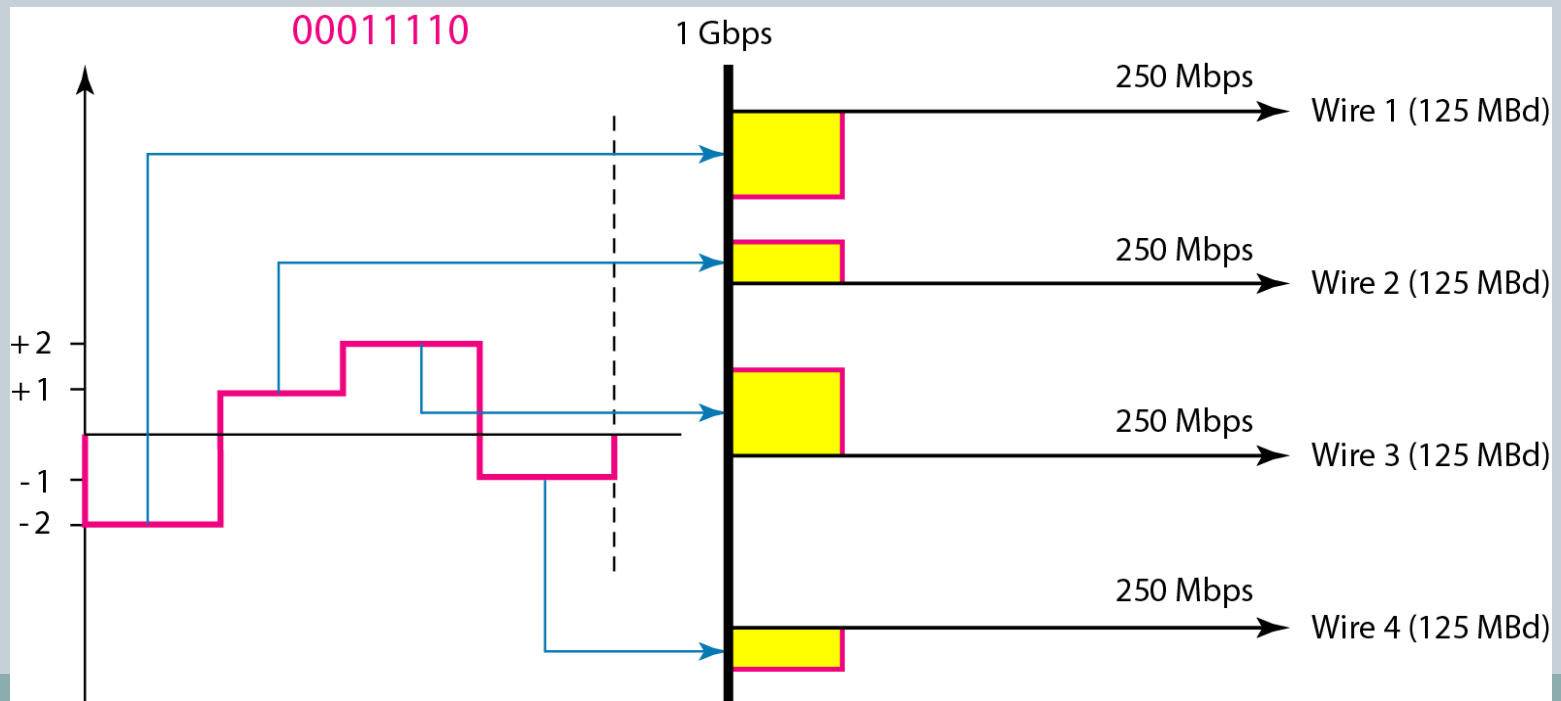 00011110
1 Gbps
250 Mbps
Wire 1 (125 MBd)
250 Mbps
Wire 2 (125 MBd)
+2
+1
250 Mbps
Wire 3 (125 MBd)
-1
-2
250 Mbps
Wire 4 (125 MBd)